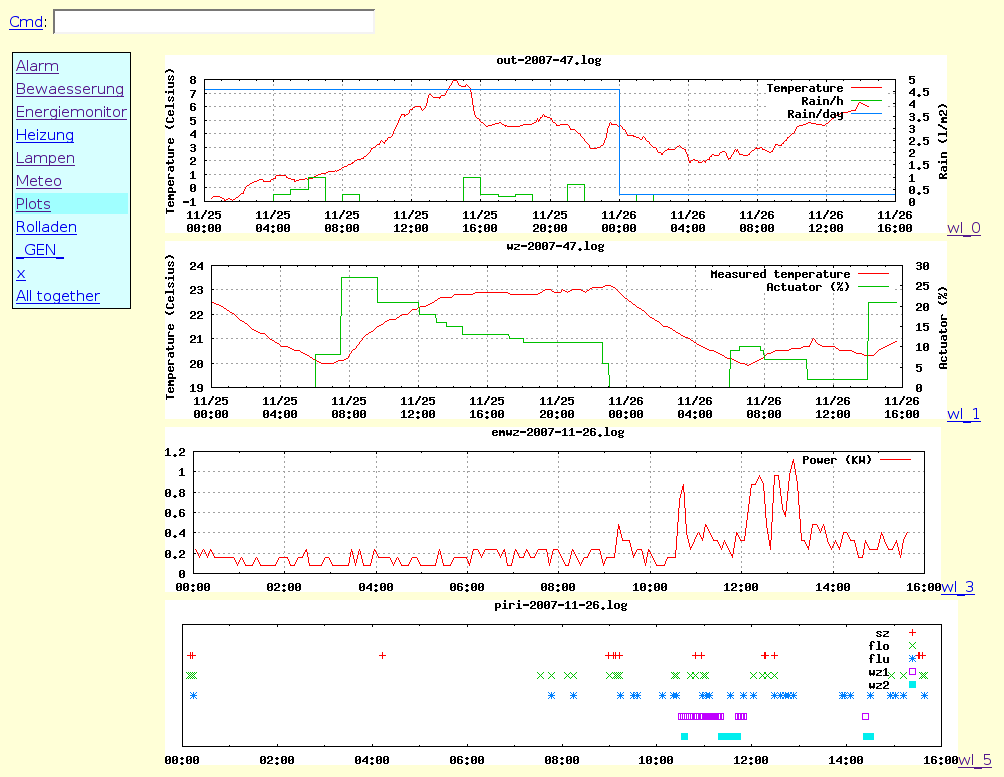 Cmd:
Alarm
Bewaesserung
Energiemonitor
Heizung
Lampen
Meteo
Plots
Rolladen
_GEN_
x
All together
out-2007-47.log
Temperature (Celsius)
8
7
6
5
4
3
2
1
0
-1
Temperature
Rain/h
Rain/day
5
4.5
4
3.5
3
2.5
2
1.5
1
0.5
0
Rain (l/m2)
11/25 11/25 11/25 11/25 11/25 11/25 11/26 11/26 11/26 11/26 11/26
00:00 04:00 08:00 12:00 16:00 20:00 00:00 04:00 08:00 12:00 16:00
wl_0
wz-2007-47.log
Temperature (Celsius)
24
23
22
21
20
19
Measured temperature
Actuator (%)
30
25
20
15
10
5
0
Actuator (%)
11/25 11/25 11/25 11/25 11/25 11/25 11/26 11/26 11/26 11/26 11/26
00:00 04:00 08:00 12:00 16:00 20:00 00:00 04:00 08:00 12:00 16:00
wl_1
emwz-2007-11-26.log
1.2
1
0.8
0.6
0.4
0.2
0
Power (KW)
00:00 02:00 04:00 06:00 08:00 10:00 12:00 14:00 16:00
wl_3
piri-2007-11-26.log
sz
flo
flu
wz1
wz2
00:00 02:00 04:00 06:00 08:00 10:00 12:00 14:00 16:00
wl_5